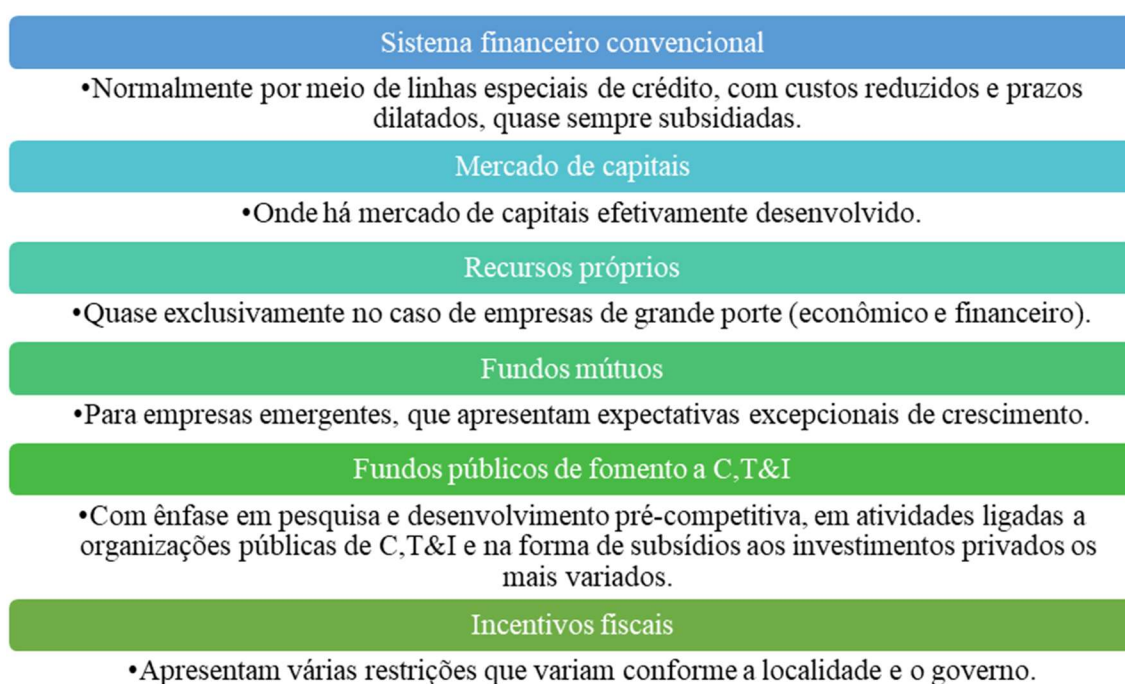 Sistema financeiro convencional
•Normalmente por meio de linhas especiais de crédito, com custos reduzidos e prazos
dilatados, quase sempre subsidiadas.
Mercado de capitais
•Onde há mercado de capitais efetivamente desenvolvido.
Recursos próprios
•Quase exclusivamente no caso de empresas de grande porte (econômico e financeiro).
Fundos mútuos
•Para empresas emergentes, que apresentam expectativas excepcionais de crescimento.
Fundos públicos de fomento a C,T&I
•Com ênfase em pesquisa e desenvolvimento pré-competitiva, em atividades ligadas a
organizações públicas de C,T&I e na forma de subsídios aos investimentos privados os
mais variados.
Incentivos fiscais
•Apresentam várias restrições que variam conforme a localidade e o governo.